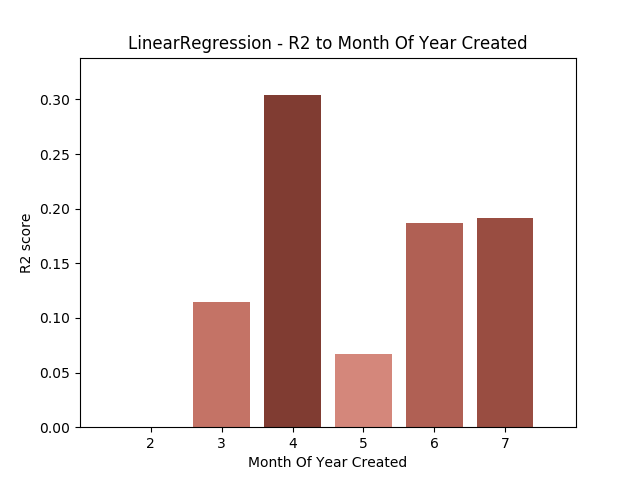 LinearRegression - R2 to Month Of Year Created
R2 score
0.30
0.25
0.20
0.15
0.10
0.05
0.00
2 3 4 5 6 7
Month Of Year Created